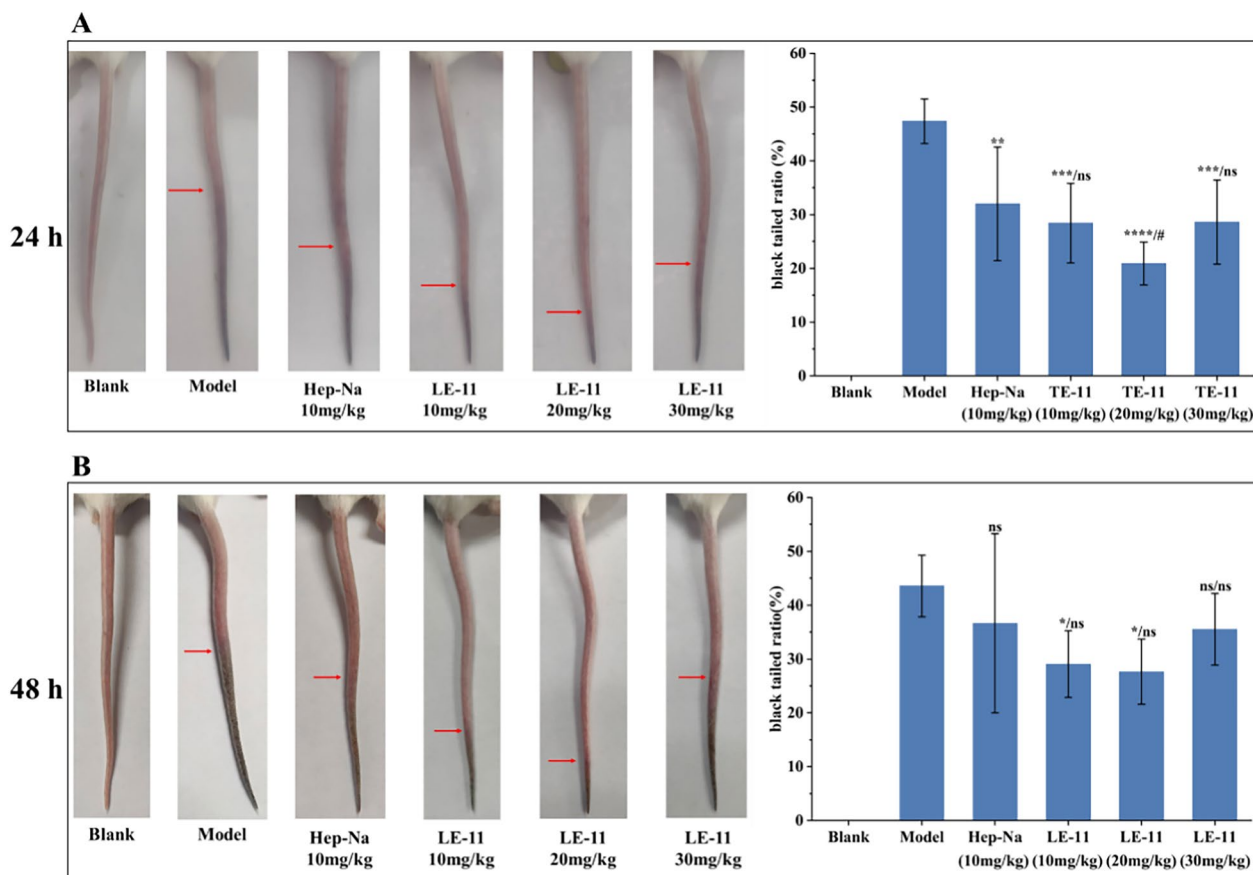 A
24 h
Blank
Model
Hep-Na
10mg/kg
LE-11
10mg/kg
LE-11
20mg/kg
LE-11
30mg/kg
black tailed ratio (%)
60
50
40
30
20
10
0
**
***/ns
****/#
***/ns
Blank
Model
Hep-Na
(10mg/kg)
TE-11
(10mg/kg)
TE-11
(20mg/kg)
TE-11
(30mg/kg)
B
48 h
Blank
Model
Hep-Na
10mg/kg
LE-11
10mg/kg
LE-11
20mg/kg
LE-11
30mg/kg
black tailed ratio(%)
60
50
40
30
20
10
0
ns
*/ns
*/ns
ns/ns
Blank
Model
Hep-Na
(10mg/kg)
LE-11
(10mg/kg)
LE-11
(20mg/kg)
LE-11
(30mg/kg)